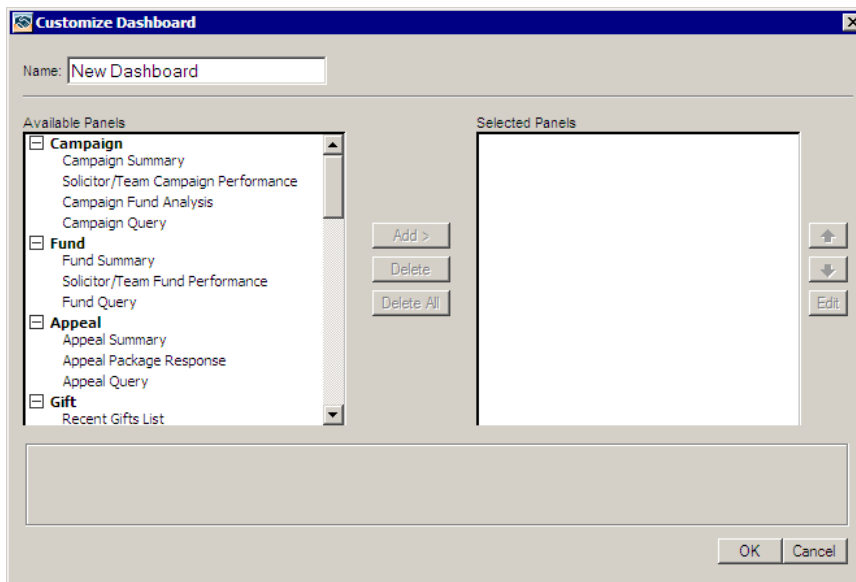 Customize Dashboard
Name: New Dashboard
Available Panels
Campaign
Campaign Summary
Solicitor/Team Campaign Performance
Campaign Fund Analysis
Campaign Query
Fund
Fund Summary
Solicitor/Team Fund Performance
Fund Query
Appeal
Appeal Summary
Appeal Package Response
Appeal Query
Gift
Recent Gifts List
Add >
Delete
Delete All
Selected Panels
Edit
OK
Cancel